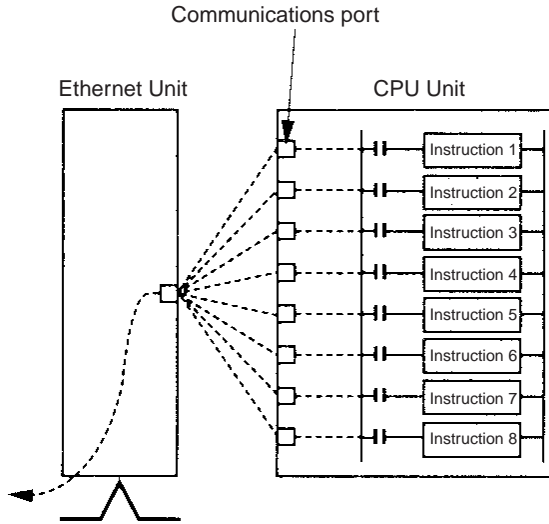 Communications port
Ethernet Unit
CPU Unit
Instruction 1
Instruction 2
Instruction 3
Instruction 4
Instruction 5
Instruction 6
Instruction 7
Instruction 8